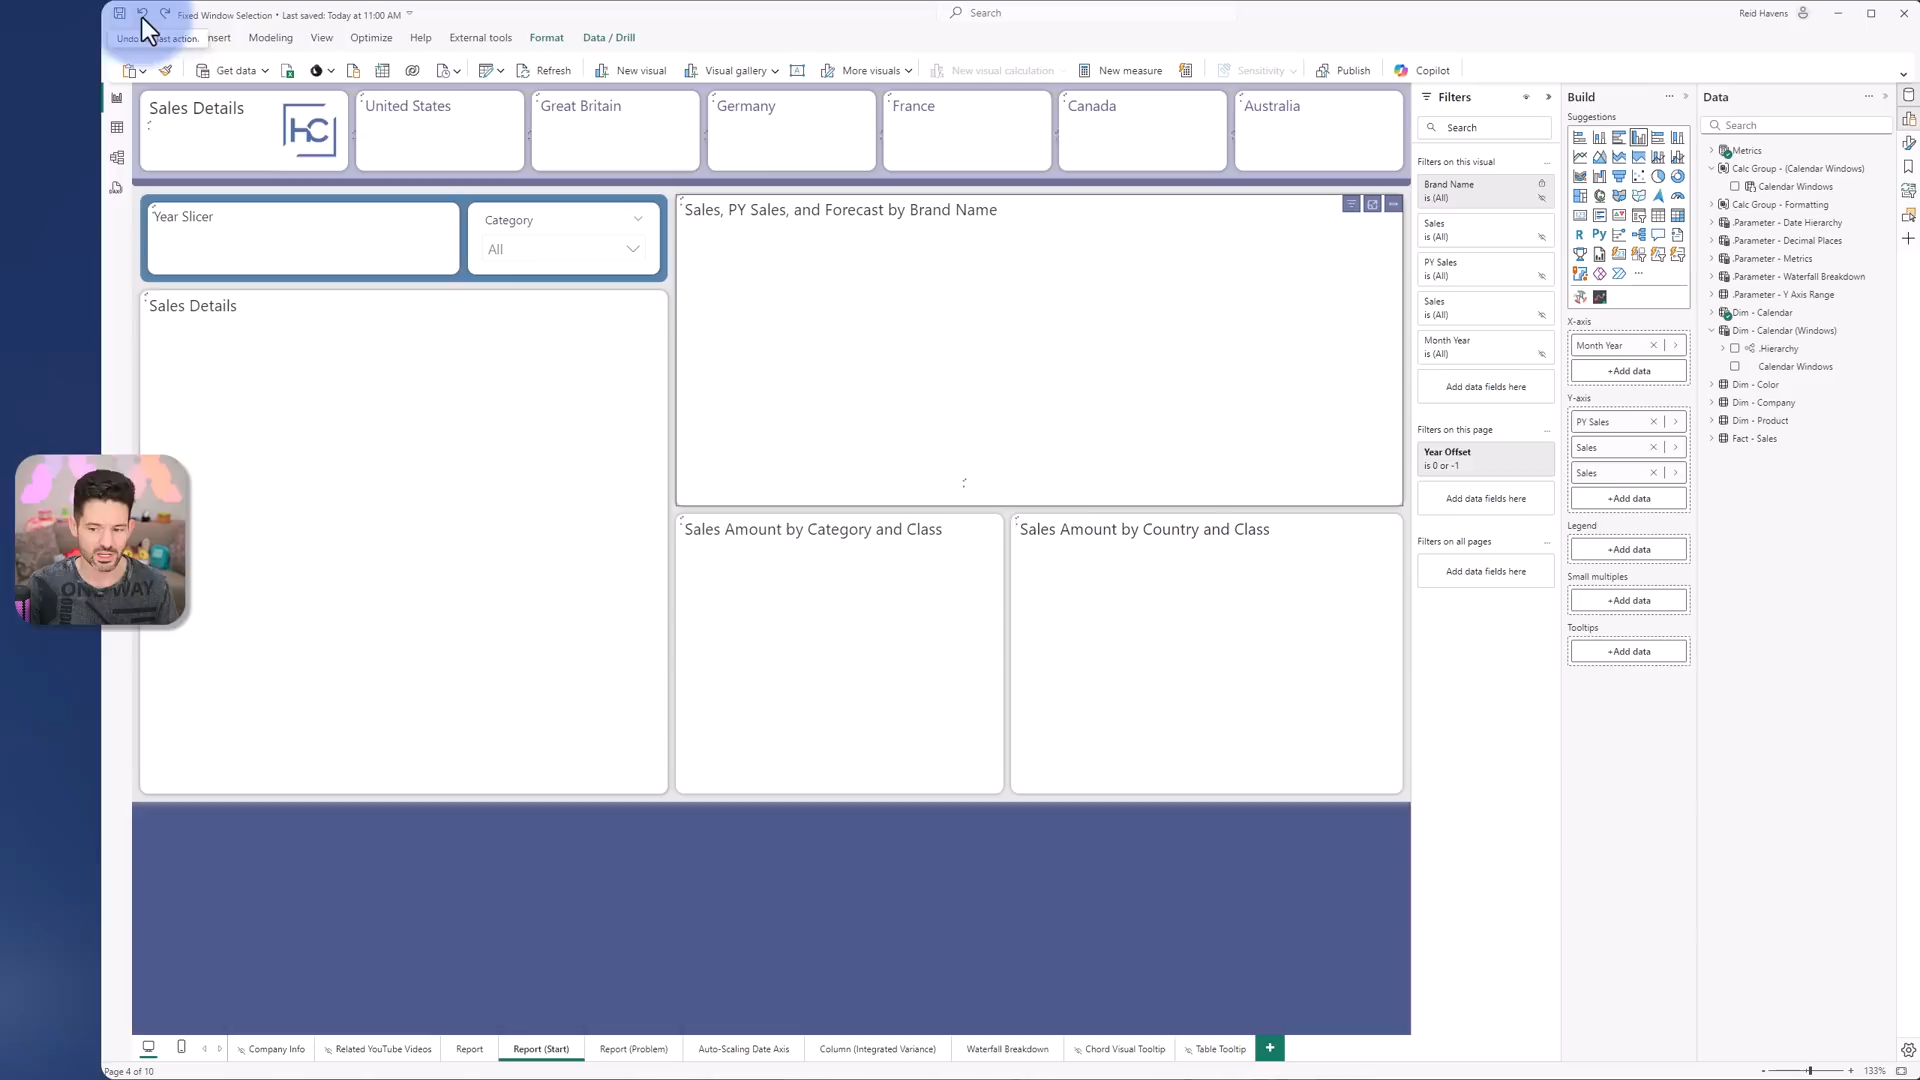 Fixed Window Selection • Last saved: Today at 11:00 AM
Search
Reid Havens
Insert
Modeling
View
Optimize
Help
External tools
Format
Data / Drill
Get data
Refresh
New visual
Visual gallery
More visuals
New visual calculation
New measure
Sensitivity
Publish
Copilot
Sales Details
HC
United States
Great Britain
Germany
France
Canada
Australia
Year Slicer
Category
All
Sales Details
Sales, PY Sales, and Forecast by Brand Name
Sales Amount by Category and Class
Sales Amount by Country and Class
Filters
Search
Filters on this visual
Brand Name
is (All)
Sales
is (All)
PY Sales
is (All)
Sales
is (All)
Month Year
is (All)
Add data fields here
Filters on this page
Year Offset
is 0 or -1
Add data fields here
Filters on all pages
Add data fields here
Build
Suggestions
R
Py
X-axis
Month Year
+Add data
Y-axis
PY Sales
Sales
Sales
+Add data
Legend
+Add data
Small multiples
+Add data
Tooltips
+Add data
Data
Search
Metrics
Calc Group - (Calendar Windows)
Calendar Windows
Calc Group - Formatting
.Parameter - Date Hierarchy
.Parameter - Decimal Places
.Parameter - Metrics
.Parameter - Waterfall Breakdown
.Parameter - Y Axis Range
Dim - Calendar
Dim - Calendar (Windows)
.Hierarchy
Calendar Windows
Dim - Color
Dim - Company
Dim - Product
Fact - Sales
ONE WAY
Company Info
Related YouTube Videos
Report
Report (Start)
Report (Problem)
Auto-Scaling Date Axis
Column (Integrated Variance)
Waterfall Breakdown
Chord Visual Tooltip
Table Tooltip
Page 4 of 10
133%